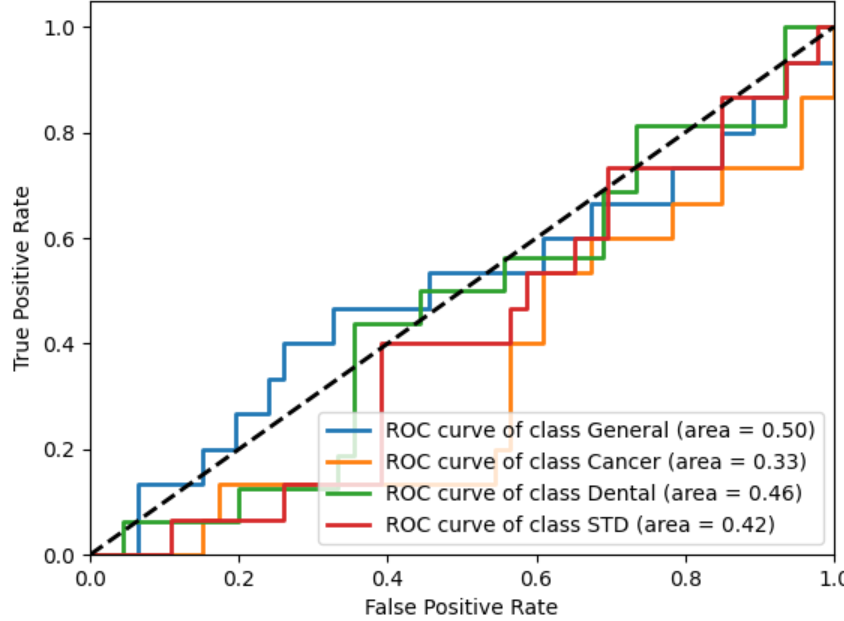 1.0
0.8
0.6
0.4
0.2
0.0
True Positive Rate
ROC curve of class General (area = 0.50)
ROC curve of class Cancer (area = 0.33)
ROC curve of class Dental (area = 0.46)
ROC curve of class STD (area = 0.42)
0.0 0.2 0.4 0.6 0.8 1.0
False Positive Rate